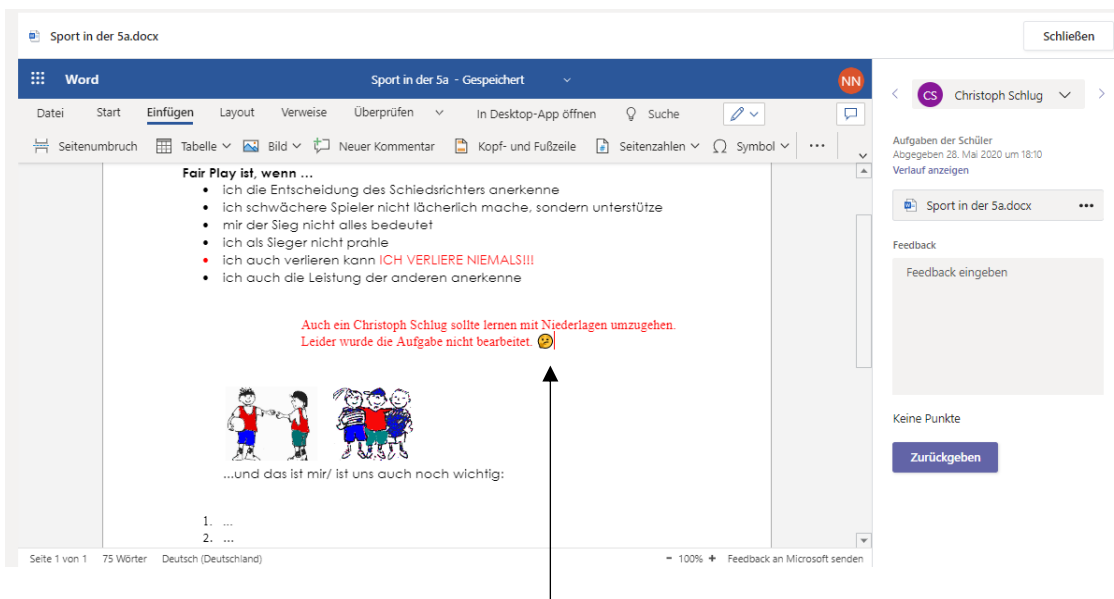 Sport in der 5a.docx
Schließen
Word
Sport in der 5a - Gespeichert
NN
Datei Start Einfügen Layout Verweise Überprüfen In Desktop-App öffnen Suche
Seitenumbruch Tabelle Bild Neuer Kommentar Kopf- und Fußzeile Seitenzahlen Symbol ...
Fair Play ist, wenn ...
• ich die Entscheidung des Schiedsrichters anerkenne
• ich schwächere Spieler nicht lächerlich mache, sondern unterstütze
• mir der Sieg nicht alles bedeutet
• ich als Sieger nicht prahle
• ich auch verlieren kann ICH VERLIERE NIEMALS!!!
• ich auch die Leistung der anderen anerkenne
Auch ein Christoph Schlug sollte lernen mit Niederlagen umzugehen.
Leider wurde die Aufgabe nicht bearbeitet. 🤔
...und das ist mir/ ist uns auch noch wichtig:
1. ...
2. ...
Seite 1 von 1 75 Wörter Deutsch (Deutschland) - 100% + Feedback an Microsoft senden
CS Christoph Schlug
Aufgaben der Schüler
Abgegeben 28. Mai 2020 um 18:10
Verlauf anzeigen
Sport in der 5a.docx ...
Feedback
Feedback eingeben
Keine Punkte
Zurückgeben